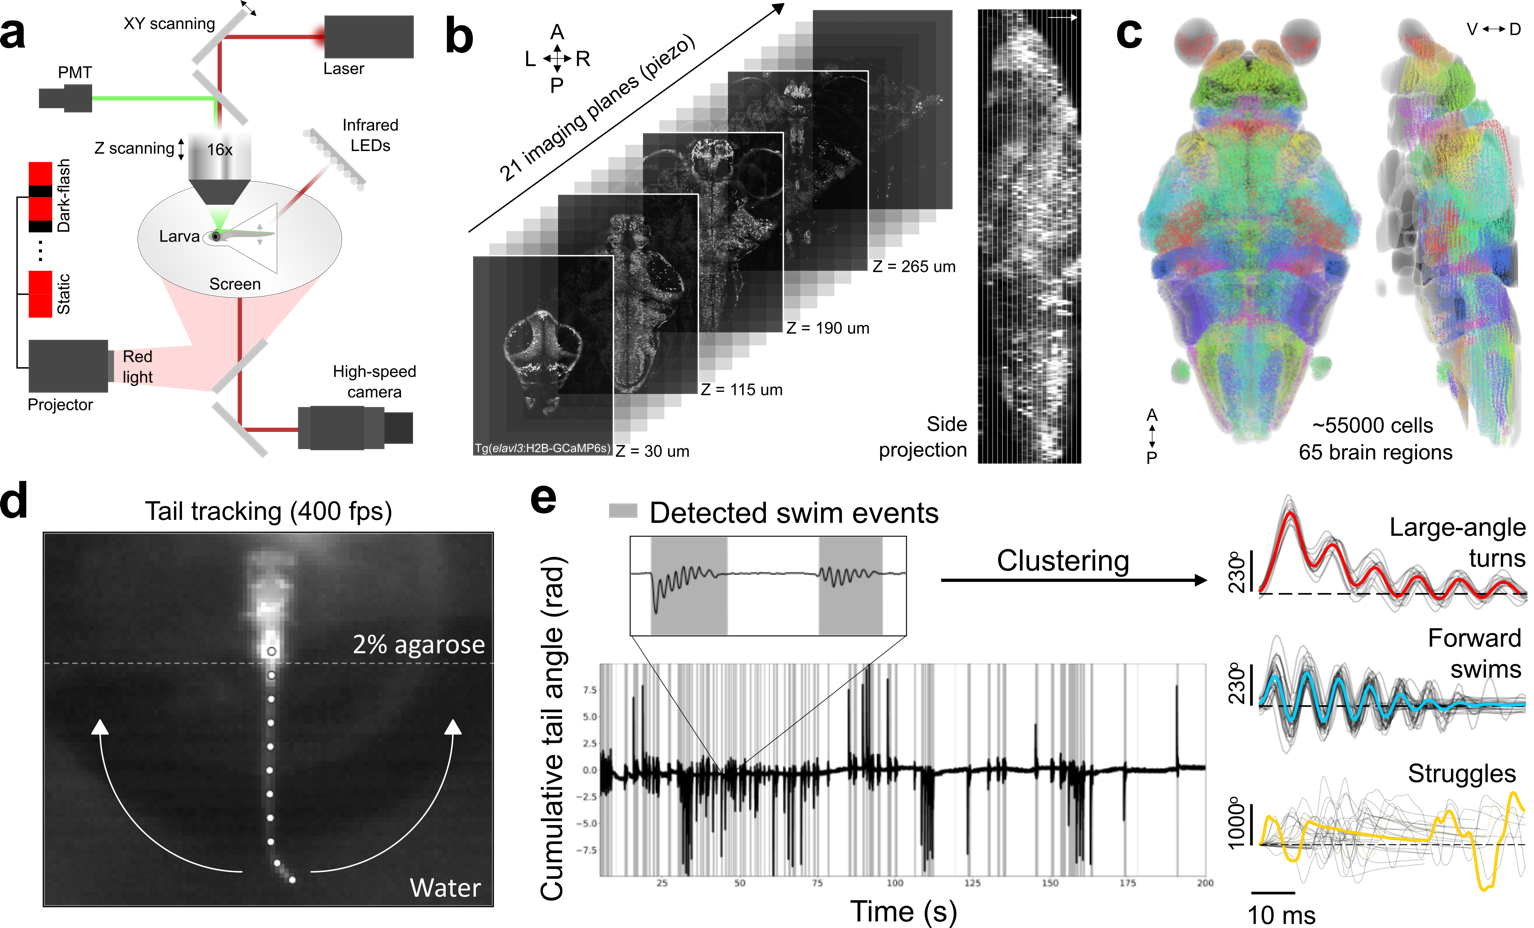 a
XY scanning
Laser
PMT
Infrared
LEDs
Z scanning
16x
Dark-flash
Static
Larva
Screen
Red
light
Projector
High-speed
camera
b
A
L
R
P
21 imaging planes (piezo)
Z = 265 um
Z = 190 um
Z = 115 um
Z = 30 um
Tg(elavl3:H2B-GCaMP6s)
Side
projection
c
V
D
A
P
~55000 cells
65 brain regions
d
Tail tracking (400 fps)
2% agarose
Water
e
Detected swim events
Clustering
Cumulative tail angle (rad)
7.5
5.0
2.5
0.0
−2.5
−5.0
−7.5
25
50
75
100
125
150
175
200
Time (s)
Large-angle
turns
230°
Forward
swims
230°
Struggles
1000°
10 ms